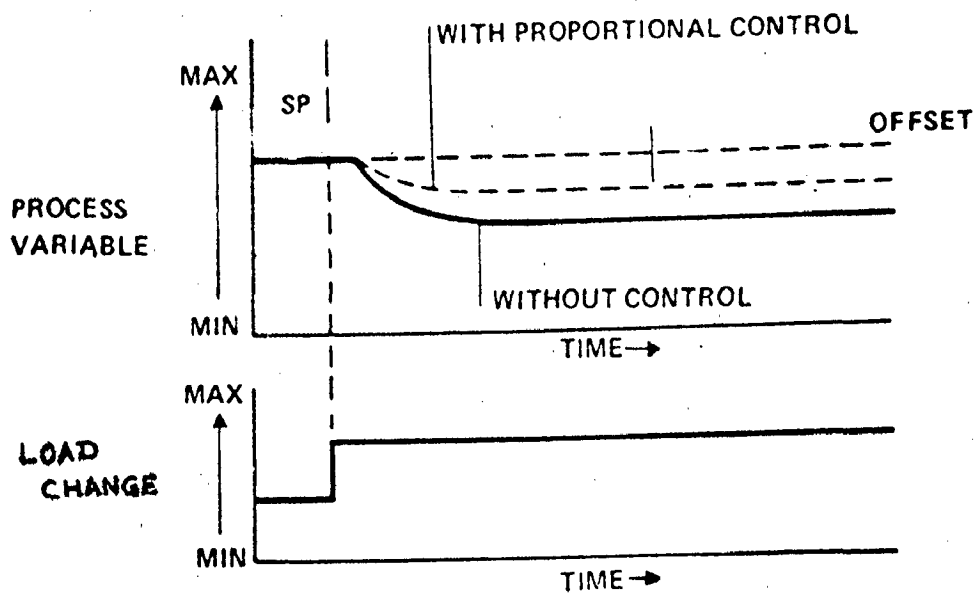 WITH PROPORTIONAL CONTROL
MAX
SP
OFFSET
PROCESS
VARIABLE
WITHOUT CONTROL
MIN
TIME→
MAX
LOAD
CHANGE
MIN
TIME→